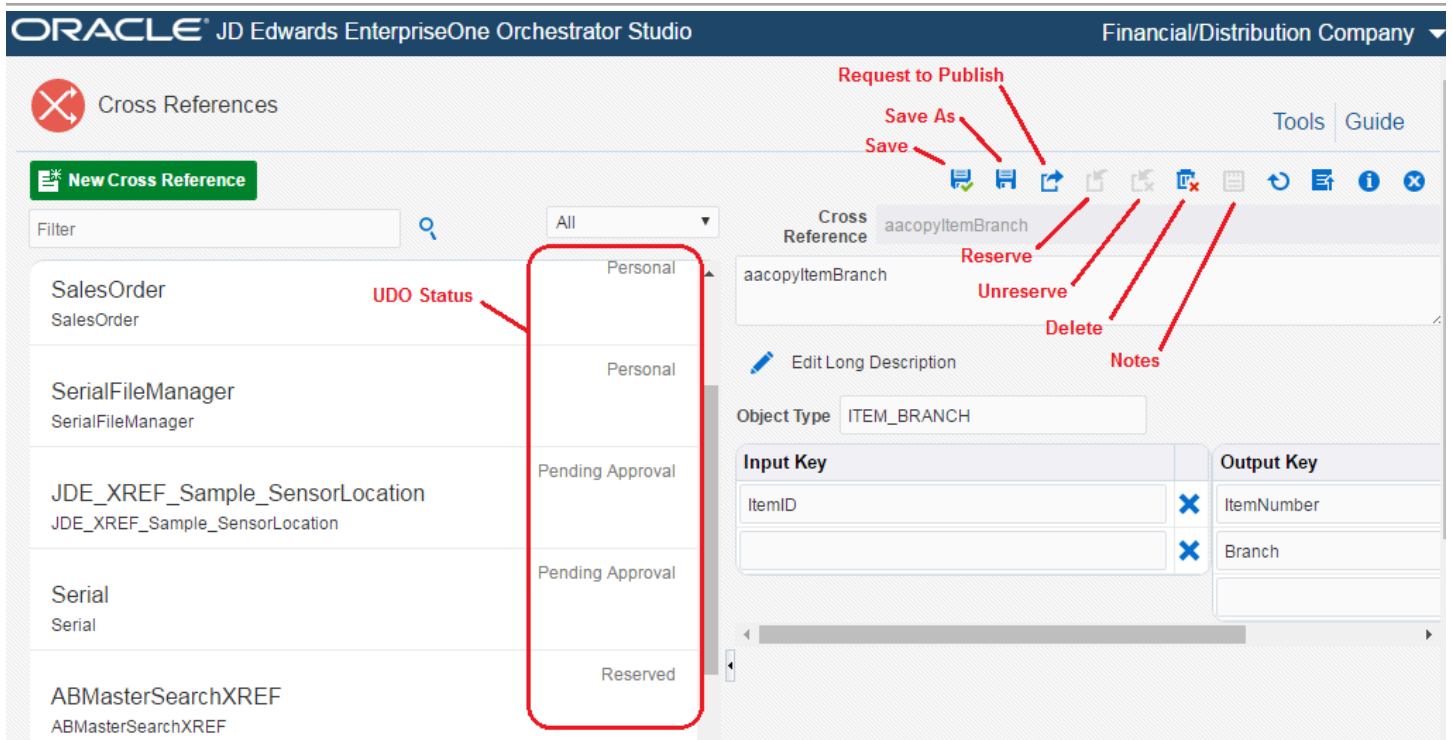 ORACLE® JD Edwards EnterpriseOne Orchestrator Studio
Financial/Distribution Company
Cross References
Request to Publish
Save As
Save
Tools
Guide
New Cross Reference
Filter
All
Cross Reference
aacopyItemBranch
Reserve
Unreserve
Delete
Notes
aacopyItemBranch
Edit Long Description
Object Type
ITEM_BRANCH
Input Key
Output Key
ItemID
ItemNumber
Branch
UDO Status
Personal
SalesOrder
SalesOrder
Personal
SerialFileManager
SerialFileManager
Pending Approval
JDE_XREF_Sample_SensorLocation
JDE_XREF_Sample_SensorLocation
Pending Approval
Serial
Serial
Reserved
ABMasterSearchXREF
ABMasterSearchXREF